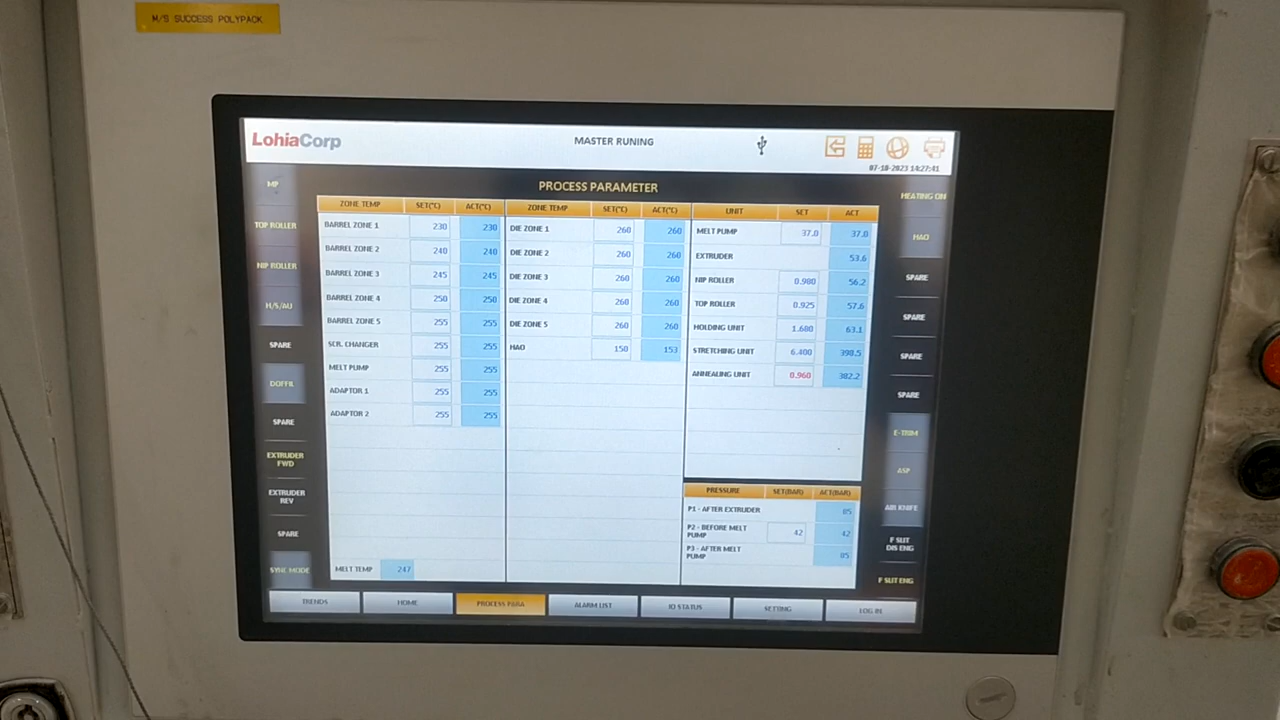 M/S SUCCESS POLYPACK
LohiaCorp
MASTER RUNING
07-10-2023 14:27:41
PROCESS PARAMETER
MP
TOP ROLLER
NIP ROLLER
H/S/AU
SPARE
DOFFIL
SPARE
EXTRUDER
FWD
EXTRUDER
REV
SPARE
SYNC MODE
ZONE TEMP SET(°C) ACT(°C)
BARREL ZONE 1 230 230
BARREL ZONE 2 240 240
BARREL ZONE 3 245 245
BARREL ZONE 4 250 250
BARREL ZONE 5 255 255
SCR. CHANGER 255 255
MELT PUMP 255 255
ADAPTOR 1 255 255
ADAPTOR 2 255 255
MELT TEMP 247
ZONE TEMP SET(°C) ACT(°C)
DIE ZONE 1 260 260
DIE ZONE 2 260 260
DIE ZONE 3 260 260
DIE ZONE 4 260 260
DIE ZONE 5 260 260
HAO 150 153
UNIT SET ACT
MELT PUMP 37.0 37.0
EXTRUDER 53.6
NIP ROLLER 0.980 56.2
TOP ROLLER 0.925 57.6
HOLDING UNIT 1.600 63.1
STRETCHING UNIT 6.400 398.5
ANNEALING UNIT 0.960 382.2
PRESSURE SET(BAR) ACT(BAR)
P1 - AFTER EXTRUDER 85
P2 - BEFORE MELT
PUMP 42 42
P3 - AFTER MELT
PUMP
HEATING ON
HAO
SPARE
SPARE
SPARE
SPARE
E-TRIM
ASP
AIR KNIFE
F SLIT
DIS ENG
F SLIT ENG
TRENDS HOME PROCESS PARA ALARM LIST IO STATUS SETTING LOG IN